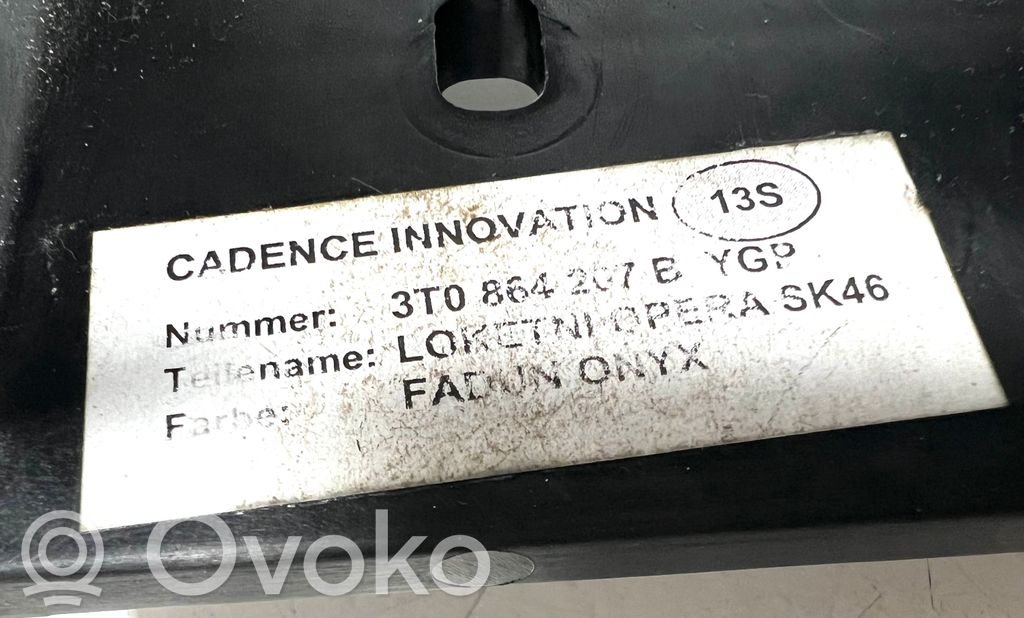 CADENCE INNOVATION 13S
Nummer: 3T0 864 207 B YGP
Teilename: LOKETNI OPERA SK46
Farbe: FADUN ONYX
Ovoko